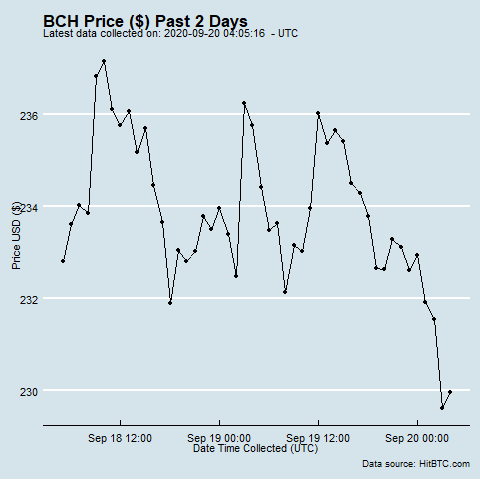 BCH Price ($) Past 2 Days
Latest data collected on: 2020-09-20 04:05:16 - UTC
236
234
Price USD ($)
232
230
Sep 18 12:00
Sep 19 00:00
Sep 19 12:00
Sep 20 00:00
Date Time Collected (UTC)
Data source: HitBTC.com